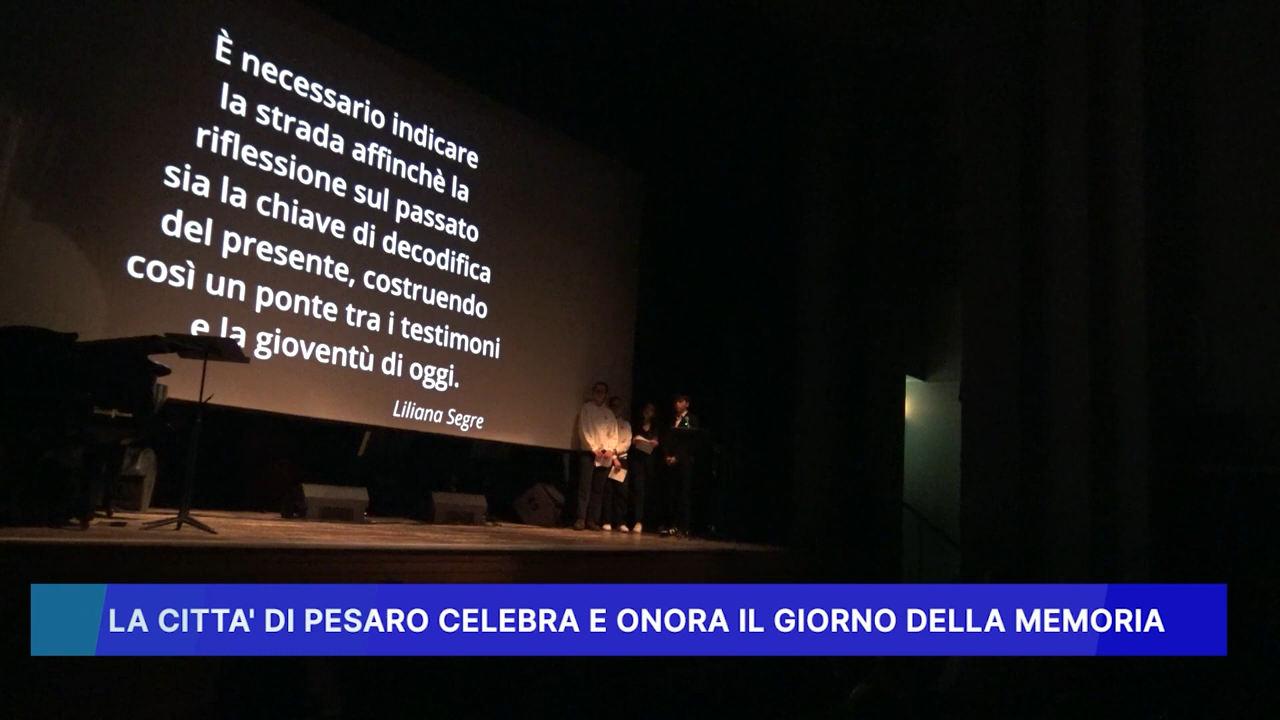 È necessario indicare
la strada affinchè la
riflessione sul passato
sia la chiave di decodifica
del presente, costruendo
così un ponte tra i testimoni
e la gioventù di oggi.
Liliana Segre
LA CITTA' DI PESARO CELEBRA E ONORA IL GIORNO DELLA MEMORIA